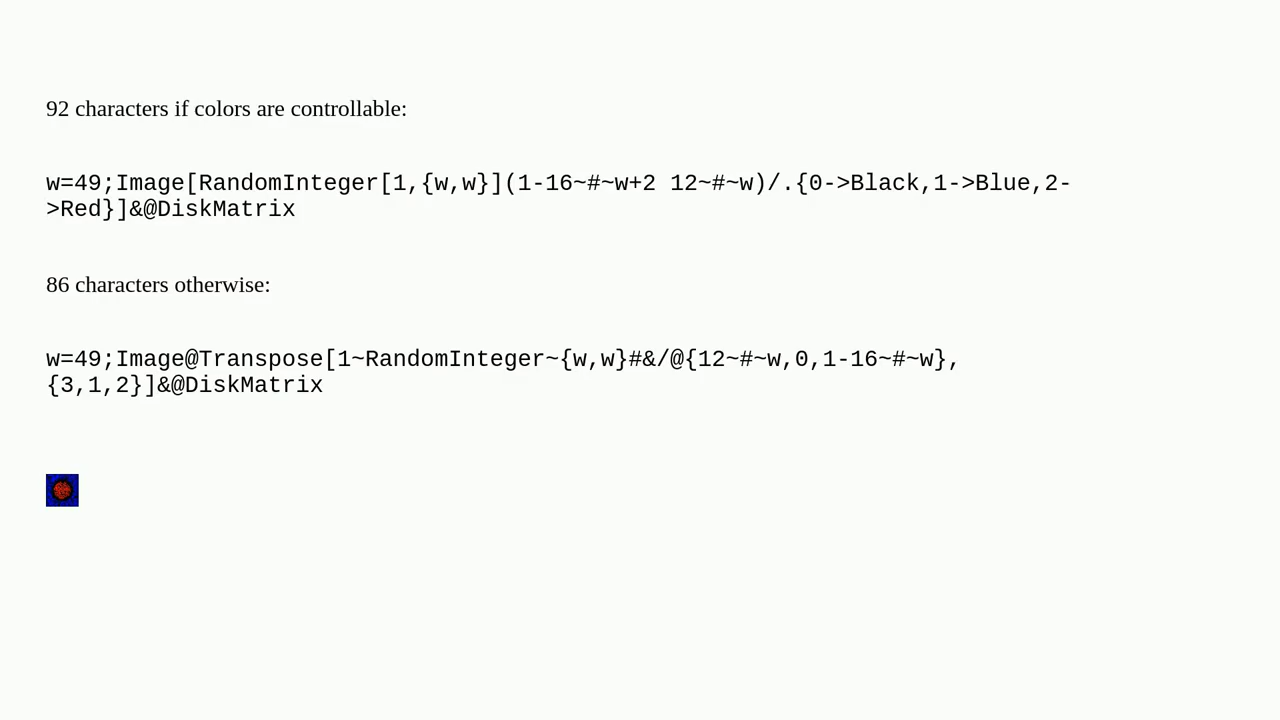 92 characters if colors are controllable:
w=49;Image[RandomInteger[1,{w,w}](1-16~#~w+2 12~#~w)/.{0->Black,1->Blue,2-
>Red}]&@DiskMatrix
86 characters otherwise:
w=49;Image@Transpose[1~RandomInteger~{w,w}#&/@{12~#~w,0,1-16~#~w},
{3,1,2}]&@DiskMatrix